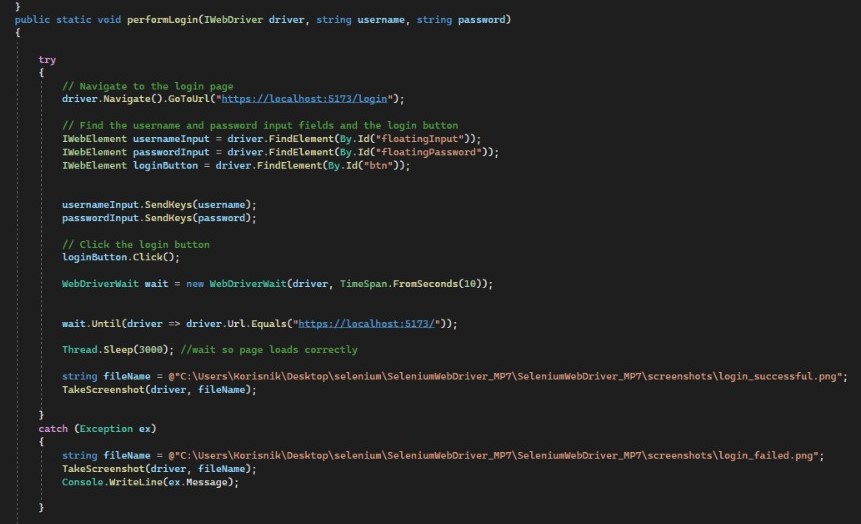 }
public static void performLogin(IWebDriver driver, string username, string password)
{
try
{
// Navigate to the login page
driver.Navigate().GoToUrl("https://localhost:5173/login");
// Find the username and password input fields and the login button
IWebElement usernameInput = driver.FindElement(By.Id("floatingInput"));
IWebElement passwordInput = driver.FindElement(By.Id("floatingPassword"));
IWebElement loginButton = driver.FindElement(By.Id("btn"));
usernameInput.SendKeys(username);
passwordInput.SendKeys(password);
// Click the login button
loginButton.Click();
WebDriverWait wait = new WebDriverWait(driver, TimeSpan.FromSeconds(10));
wait.Until(driver => driver.Url.Equals("https://localhost:5173/"));
Thread.Sleep(3000); //wait so page loads correctly
string fileName = @"C:\Users\Korisnik\Desktop\selenium\SeleniumWebDriver_MP7\SeleniumWebDriver_MP7\screenshots\login_successful.png";
TakeScreenshot(driver, fileName);
}
catch (Exception ex)
{
string fileName = @"C:\Users\Korisnik\Desktop\selenium\SeleniumWebDriver_MP7\SeleniumWebDriver_MP7\screenshots\login_failed.png";
TakeScreenshot(driver, fileName);
Console.WriteLine(ex.Message);
}